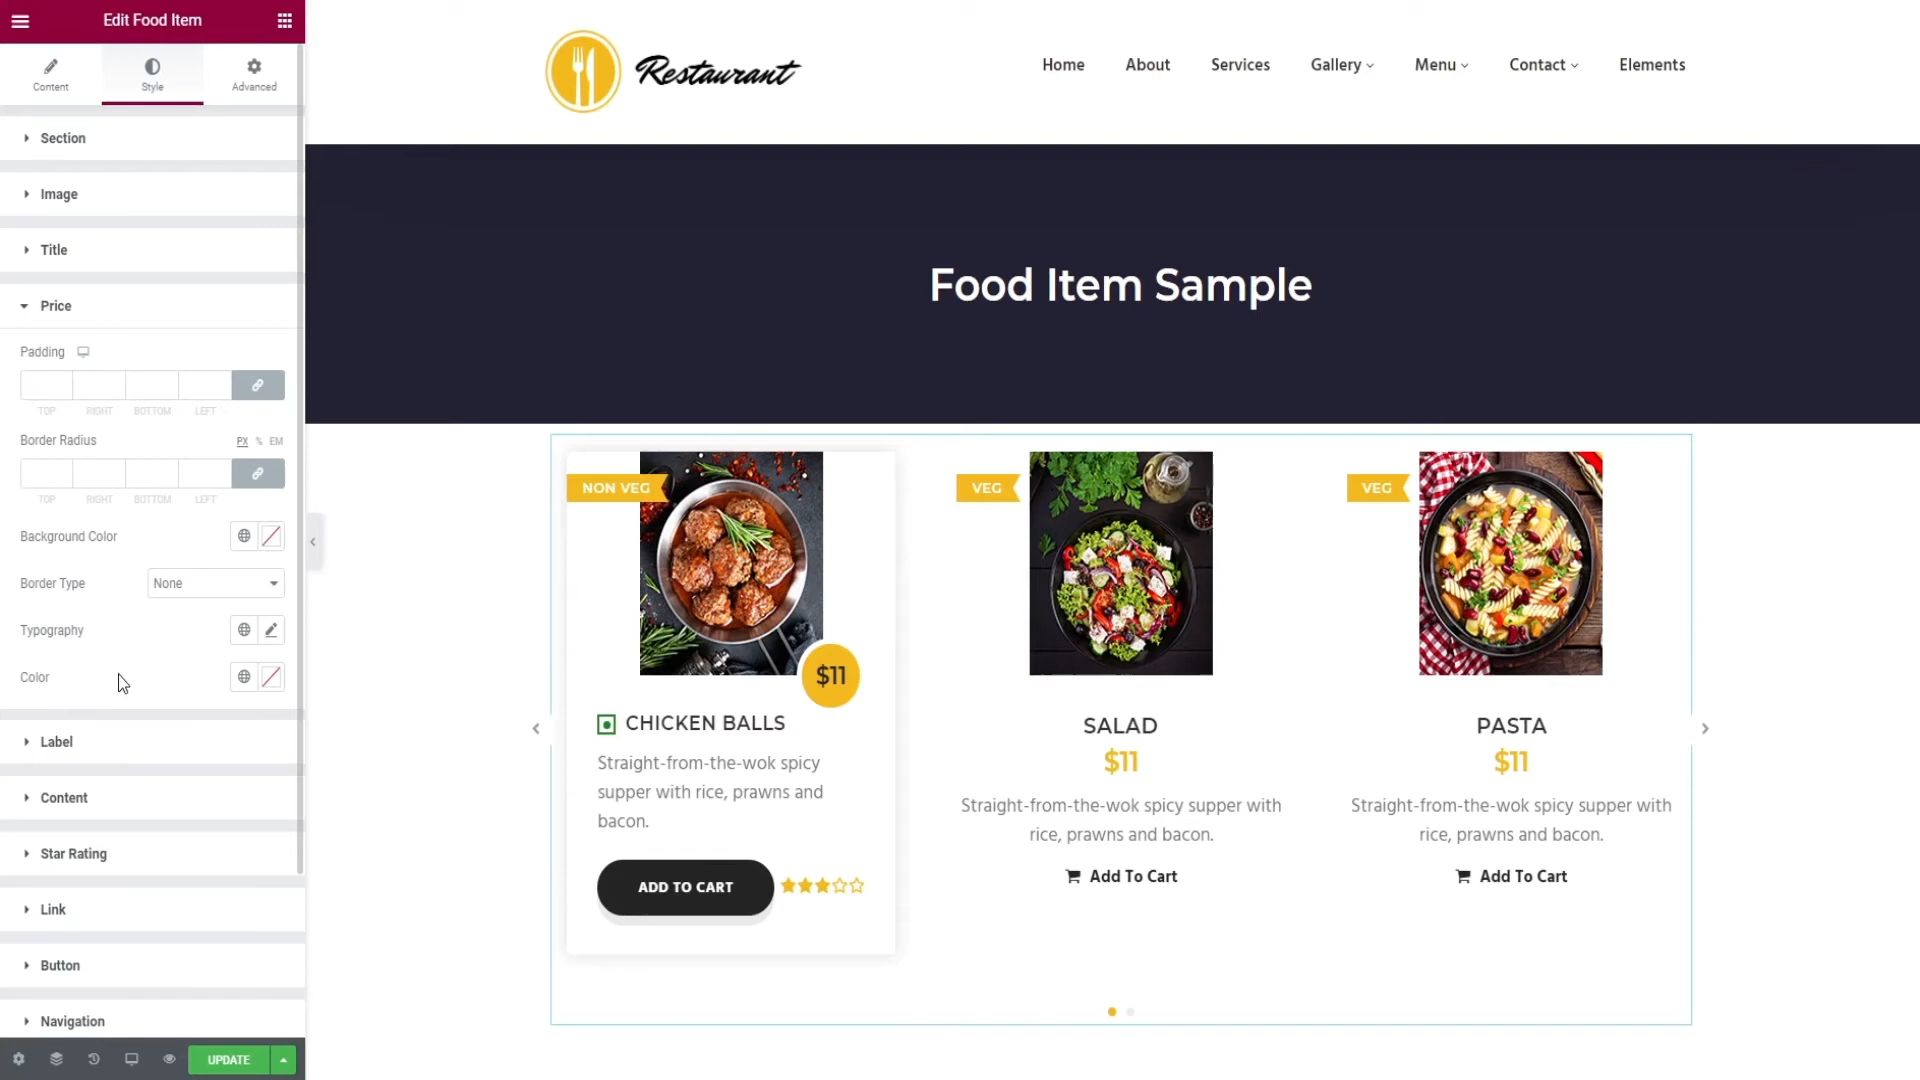 Edit Food Item
Content
Style
Advanced
Section
Image
Title
Price
Padding
TOP RIGHT BOTTOM LEFT
Border Radius PX % EM
TOP RIGHT BOTTOM LEFT
Background Color
Border Type None
Typography
Color
Label
Content
Star Rating
Link
Button
Navigation
UPDATE
Restaurant
Home About Services Gallery Menu Contact Elements
Food Item Sample
NON VEG
$11
CHICKEN BALLS
Straight-from-the-wok spicy
supper with rice, prawns and
bacon.
ADD TO CART
VEG
SALAD
$11
Straight-from-the-wok spicy supper with
rice, prawns and bacon.
Add To Cart
VEG
PASTA
$11
Straight-from-the-wok spicy supper with
rice, prawns and bacon.
Add To Cart